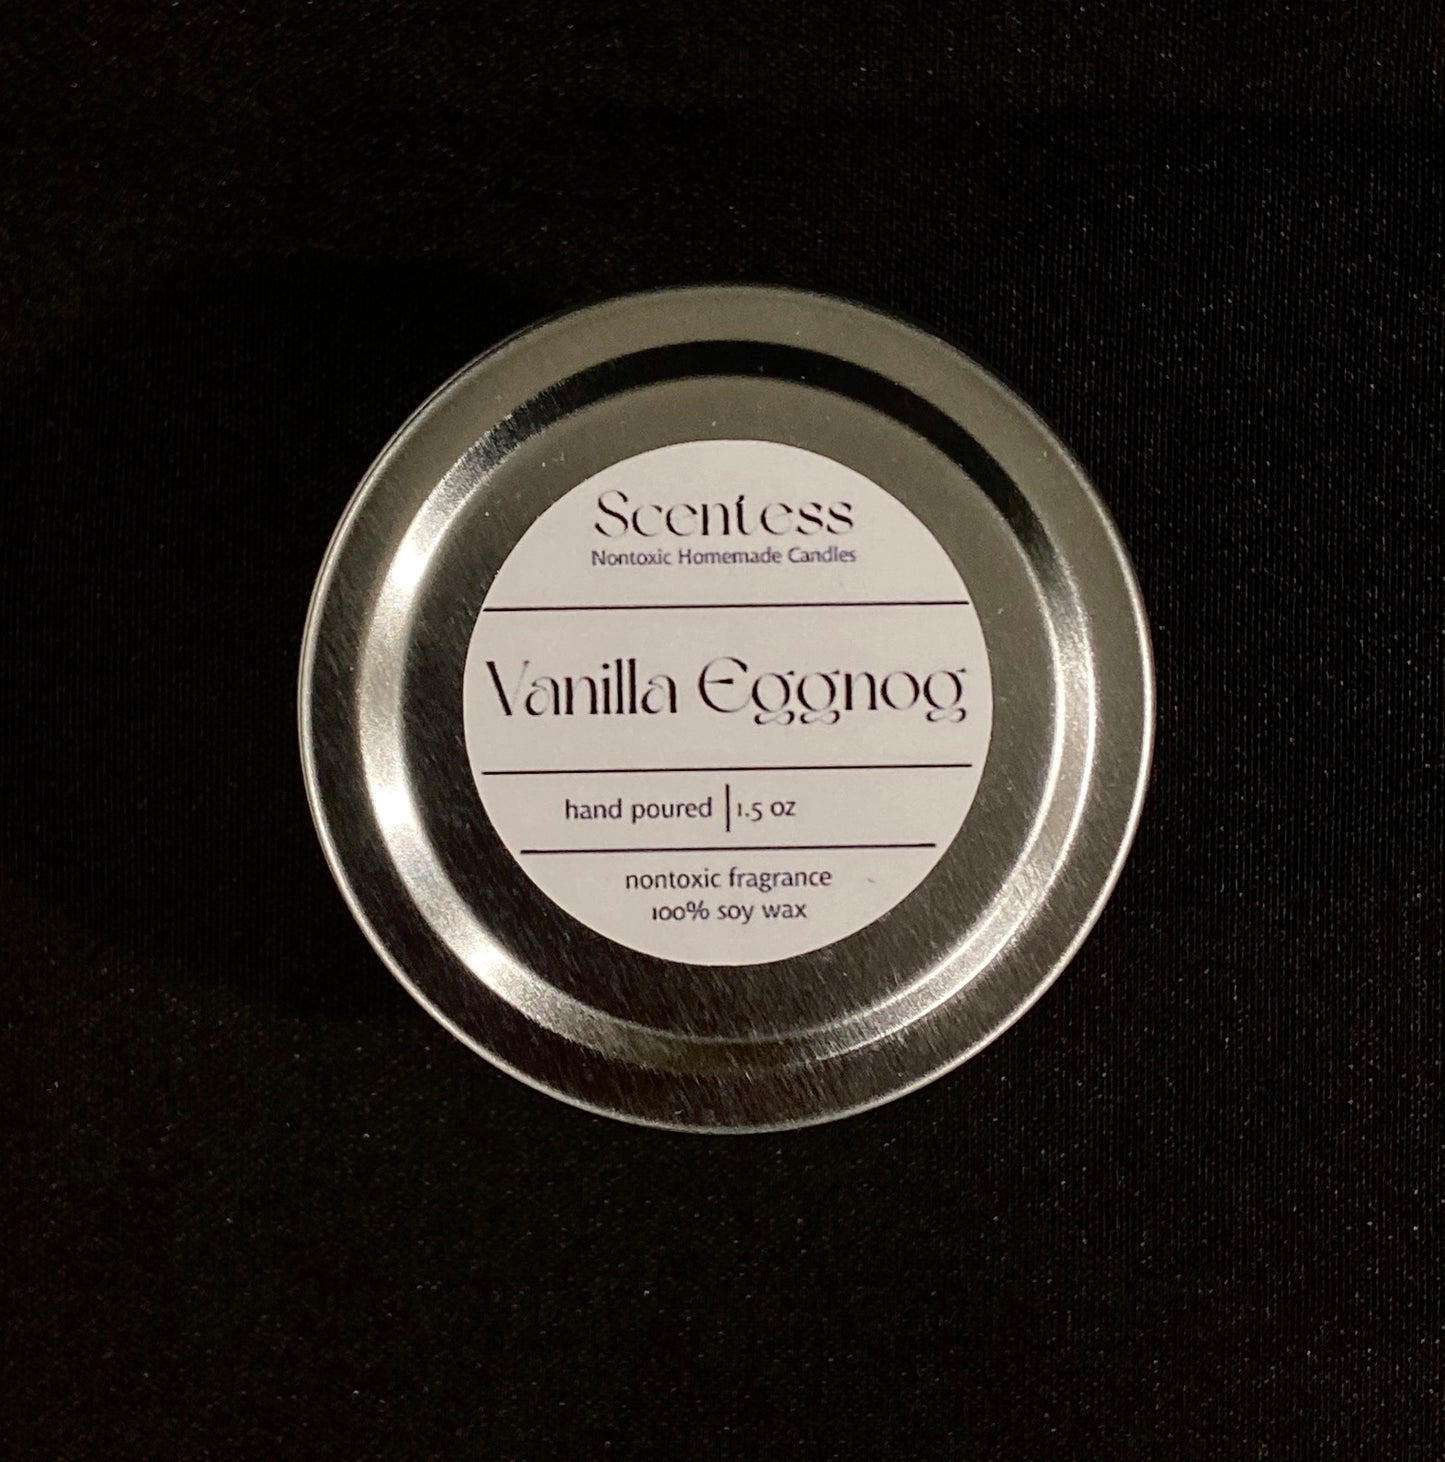 Scentess
Nontoxic Homemade Candles
Vanilla Eggnog
hand poured | 1.5 oz
nontoxic fragrance
100% soy wax